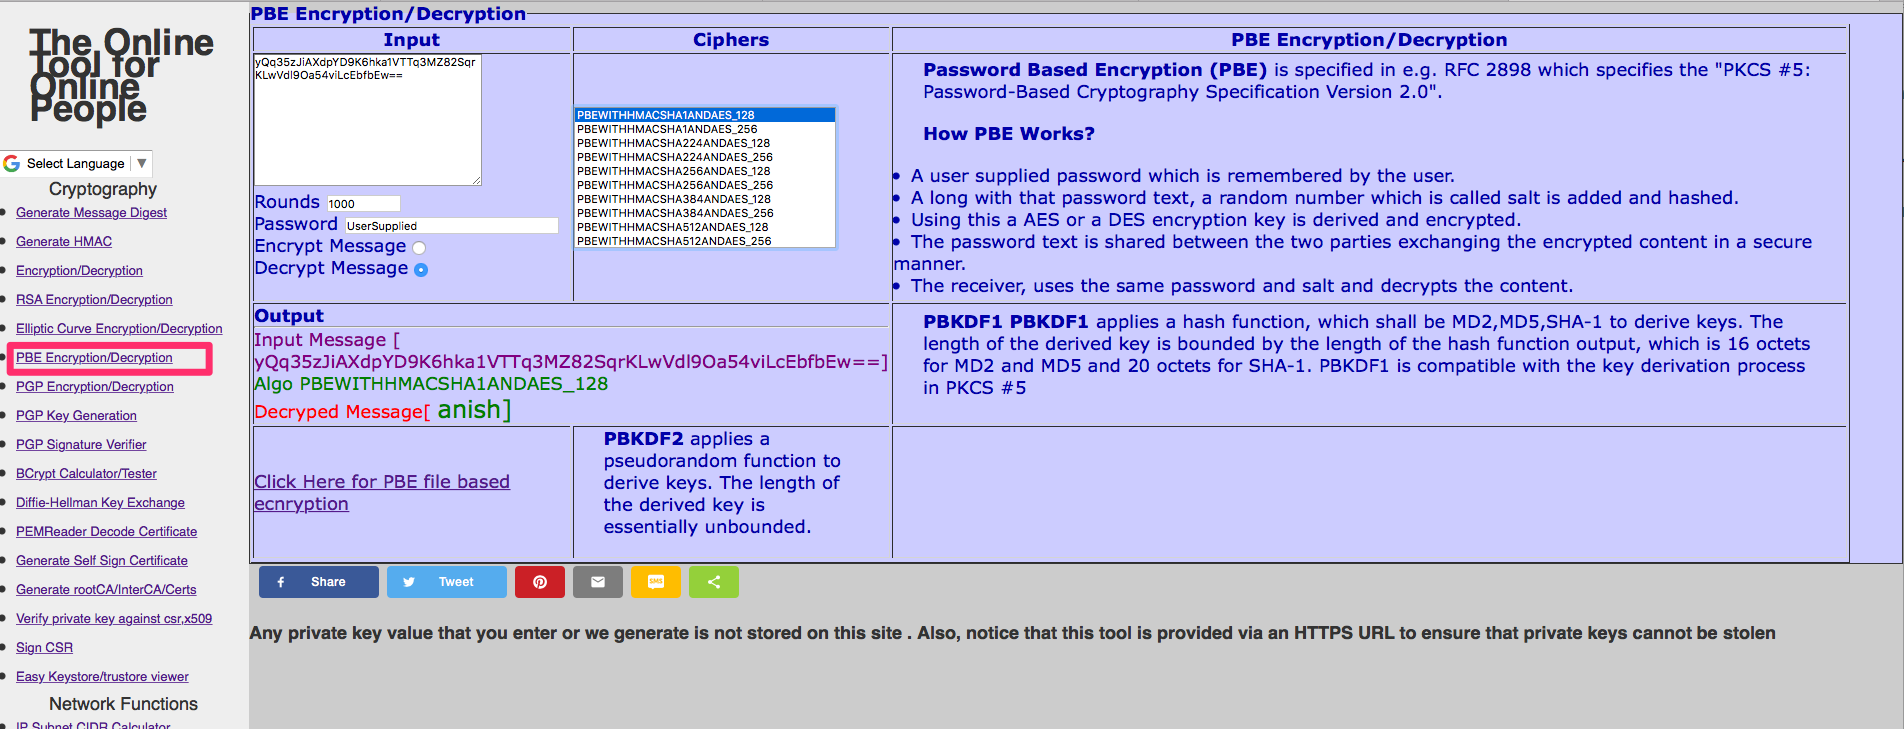 The Online
Tool for
Online
People
Select Language ▼
Cryptography
Generate Message Digest
Generate HMAC
Encryption/Decryption
RSA Encryption/Decryption
Elliptic Curve Encryption/Decryption
PBE Encryption/Decryption
PGP Encryption/Decryption
PGP Key Generation
PGP Signature Verifier
BCrypt Calculator/Tester
Diffie-Hellman Key Exchange
PEMReader Decode Certificate
Generate Self Sign Certificate
Generate rootCA/InterCA/Certs
Verify private key against csr,x509
Sign CSR
Easy Keystore/trustore viewer
Network Functions
IP Subnet CIDR Calculator
PBE Encryption/Decryption
Input
yQq35zJiAXdpYD9K6hka1VTTq3MZ82Sqr
KLwVdl9Oa54viLcEbfbEw==
Rounds 1000
Password UserSupplied
Encrypt Message
Decrypt Message
Ciphers
PBEWITHHMACSHA1ANDAES_128
PBEWITHHMACSHA1ANDAES_256
PBEWITHHMACSHA224ANDAES_128
PBEWITHHMACSHA224ANDAES_256
PBEWITHHMACSHA256ANDAES_128
PBEWITHHMACSHA256ANDAES_256
PBEWITHHMACSHA384ANDAES_128
PBEWITHHMACSHA384ANDAES_256
PBEWITHHMACSHA512ANDAES_128
PBEWITHHMACSHA512ANDAES_256
PBE Encryption/Decryption
Password Based Encryption (PBE) is specified in e.g. RFC 2898 which specifies the "PKCS #5:
Password-Based Cryptography Specification Version 2.0".
How PBE Works?
• A user supplied password which is remembered by the user.
• A long with that password text, a random number which is called salt is added and hashed.
• Using this a AES or a DES encryption key is derived and encrypted.
• The password text is shared between the two parties exchanging the encrypted content in a secure
manner.
• The receiver, uses the same password and salt and decrypts the content.
Output
Input Message [
yQq35zJiAXdpYD9K6hka1VTTq3MZ82SqrKLwVdl9Oa54viLcEbfbEw==]
Algo PBEWITHHMACSHA1ANDAES_128
Decryped Message[ anish]
PBKDF1 PBKDF1 applies a hash function, which shall be MD2,MD5,SHA-1 to derive keys. The
length of the derived key is bounded by the length of the hash function output, which is 16 octets
for MD2 and MD5 and 20 octets for SHA-1. PBKDF1 is compatible with the key derivation process
in PKCS #5
Click Here for PBE file based
ecnryption
PBKDF2 applies a
pseudorandom function to
derive keys. The length of
the derived key is
essentially unbounded.
Share
Tweet
SMS
Any private key value that you enter or we generate is not stored on this site . Also, notice that this tool is provided via an HTTPS URL to ensure that private keys cannot be stolen